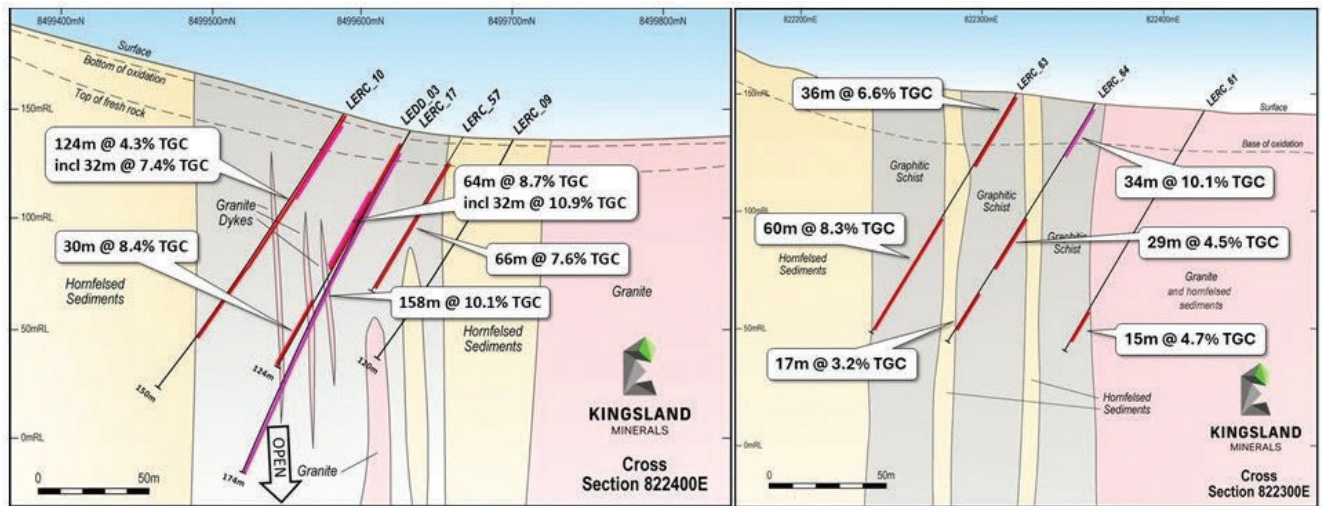 8499400mN
8499500mN
8499600mN
8499700mN
8499800mN
Surface
Bottom of oxidation
Top of fresh rock
150mRL
100mRL
50mRL
0mRL
LERC_10
LEDD_03
LERC_17
LERC_57
LERC_09
124m @ 4.3% TGC
incl 32m @ 7.4% TGC
64m @ 8.7% TGC
incl 32m @ 10.9% TGC
Granite
Dykes
30m @ 8.4% TGC
66m @ 7.6% TGC
158m @ 10.1% TGC
Hornfelsed
Sediments
Hornfelsed
Sediments
Granite
150m
124m
120m
174m
OPEN
Granite
0
50m
KINGSLAND
MINERALS
Cross
Section 822400E
822200E
822300E
822400E
LERC_63
LERC_64
LERC_61
150mRL
100mRL
50mRL
0mRL
36m @ 6.6% TGC
Surface
Base of oxidation
Graphitic
Schist
Graphitic
Schist
Graphitic
Schist
34m @ 10.1% TGC
60m @ 8.3% TGC
29m @ 4.5% TGC
Hornfelsed
Sediments
Granite
and hornfelsed
sediments
17m @ 3.2% TGC
15m @ 4.7% TGC
Hornfelsed
Sediments
0
50m
KINGSLAND
MINERALS
Cross
Section 822300E